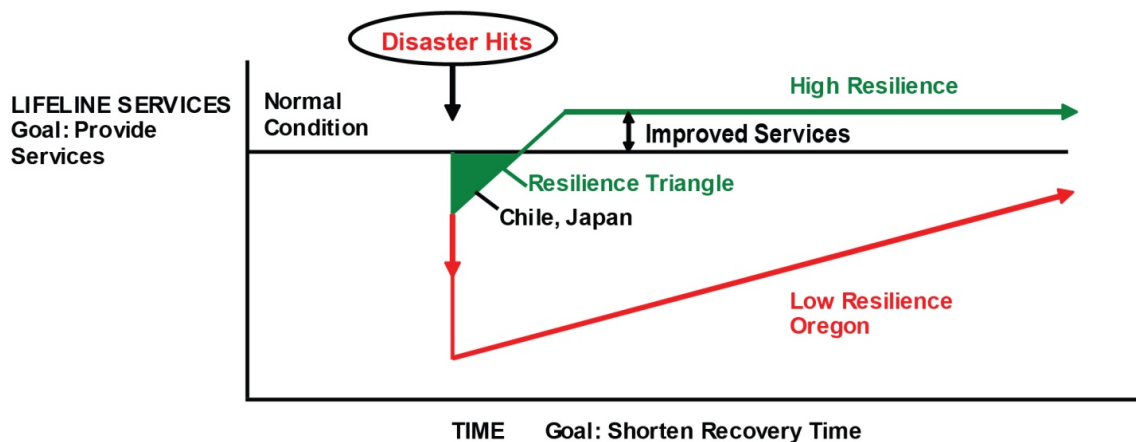 Disaster Hits
LIFELINE SERVICES
Goal: Provide
Services
Normal
Condition
High Resilience
Improved Services
Resilience Triangle
Chile, Japan
Low Resilience
Oregon
TIME Goal: Shorten Recovery Time